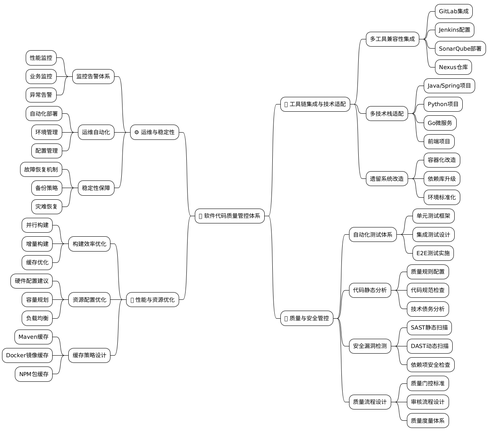 软件代码质量管控体系
工具链集成与技术适配
多工具兼容性集成
GitLab集成
Jenkins配置
SonarQube部署
Nexus仓库
多技术栈适配
Java/Spring项目
Python项目
Go微服务
前端项目
遗留系统改造
容器化改造
依赖库升级
环境标准化
质量与安全管控
自动化测试体系
单元测试框架
集成测试设计
E2E测试实施
代码静态分析
质量规则配置
代码规范检查
技术债务分析
安全漏洞检测
SAST静态扫描
DAST动态扫描
依赖项安全检查
质量流程设计
质量门控标准
审核流程设计
质量度量体系
⚙ 运维与稳定性
监控告警体系
性能监控
业务监控
异常告警
运维自动化
自动化部署
环境管理
配置管理
稳定性保障
故障恢复机制
备份策略
灾难恢复
性能与资源优化
构建效率优化
并行构建
增量构建
缓存优化
资源配置优化
硬件配置建议
容量规划
负载均衡
缓存策略设计
Maven缓存
Docker镜像缓存
NPM包缓存